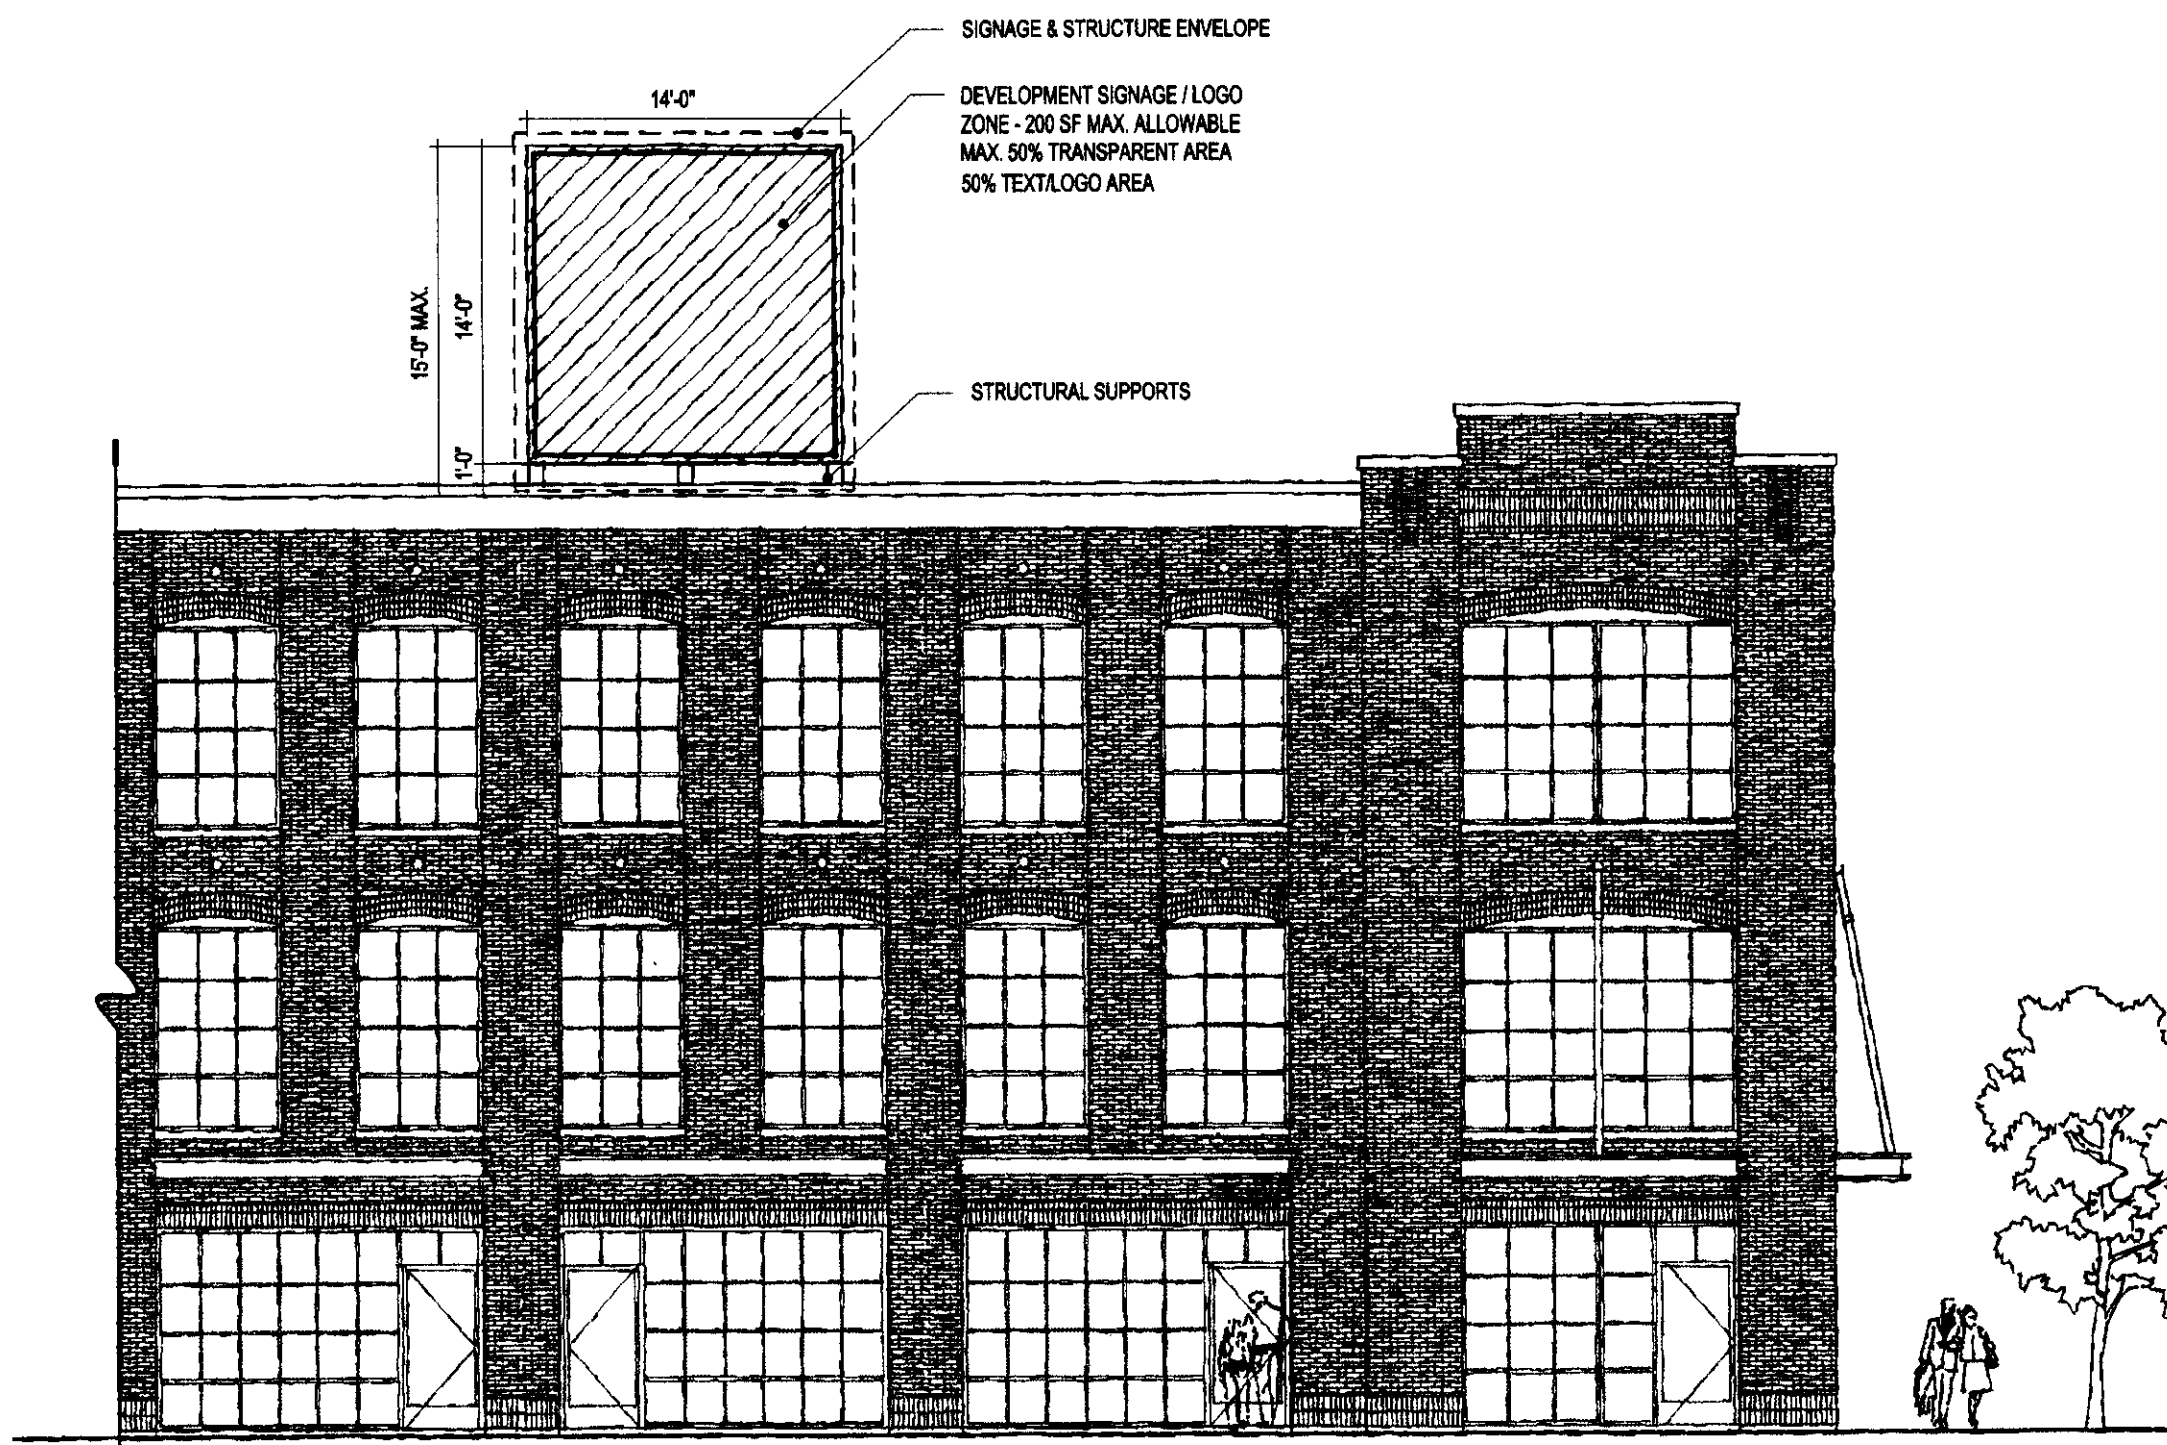 SIGNAGE & STRUCTURE ENVELOPE
14'-0"
DEVELOPMENT SIGNAGE / LOGO
ZONE - 200 SF MAX. ALLOWABLE
MAX. 50% TRANSPARENT AREA
50% TEXT/LOGO AREA
15'-0" MAX.
14'-0"
1'-0"
STRUCTURAL SUPPORTS